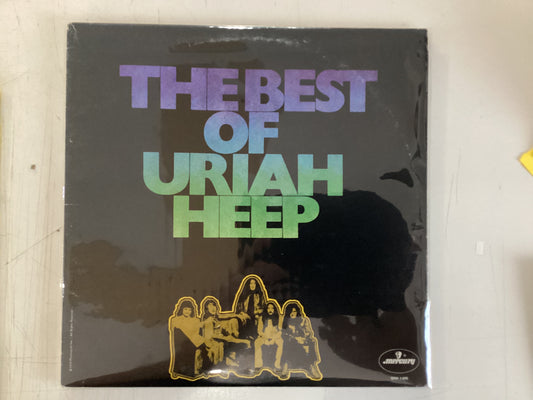 THE BEST
OF
URIAH
HEEP
mercury